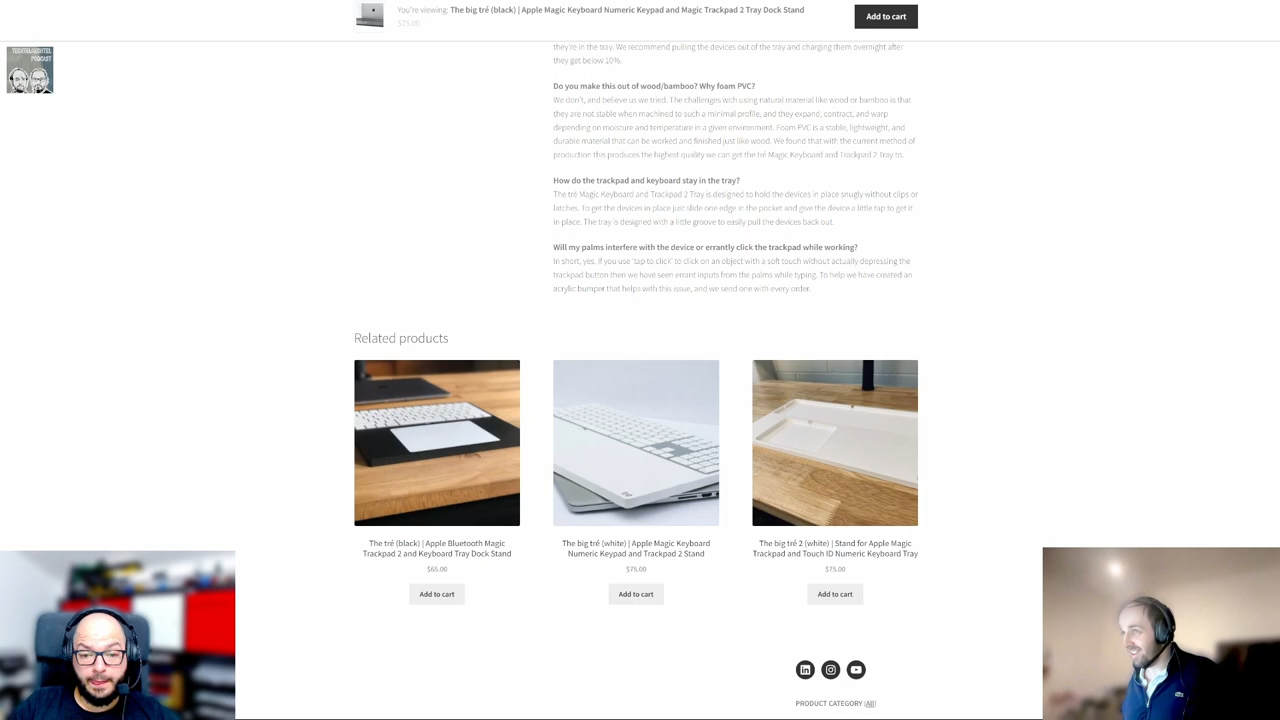 You're viewing: The big tré (black) | Apple Magic Keyboard Numeric Keypad and Magic Trackpad 2 Tray Dock Stand
$75.00
Add to cart
TECHTALSECHTEL
PODCAST
they're in the tray. We recommend pulling the devices out of the tray and charging them overnight after
they get below 10%.
Do you make this out of wood/bamboo? Why foam PVC?
We don't, and believe us we tried. The challenges with using natural material like wood or bamboo is that
they are not stable when machined to such a minimal profile, and they expand, contract, and warp
depending on moisture and temperature in a given environment. Foam PVC is a stable, lightweight, and
durable material that can be worked and finished just like wood. We found that with the current method of
production this produces the highest quality we can get the tré Magic Keyboard and Trackpad 2 Tray to.
How do the trackpad and keyboard stay in the tray?
The tré Magic Keyboard and Trackpad 2 Tray is designed to hold the devices in place snugly without clips or
latches. To get the devices in place just slide one edge in the pocket and give the device a little tap to get it
in place. The tray is designed with a little groove to easily pull the devices back out.
Will my palms interfere with the device or errantly click the trackpad while working?
In short, yes. If you use 'tap to click' to click on an object with a soft touch without actually depressing the
trackpad button then we have seen errant inputs from the palms while typing. To help we have created an
acrylic bumper that helps with this issue, and we send one with every order.
Related products
The tré (black) | Apple Bluetooth Magic
Trackpad 2 and Keyboard Tray Dock Stand
$65.00
Add to cart
The big tré (white) | Apple Magic Keyboard
Numeric Keypad and Trackpad 2 Stand
$75.00
Add to cart
The big tré 2 (white) | Stand for Apple Magic
Trackpad and Touch ID Numeric Keyboard Tray
$75.00
Add to cart
PRODUCT CATEGORY (All)